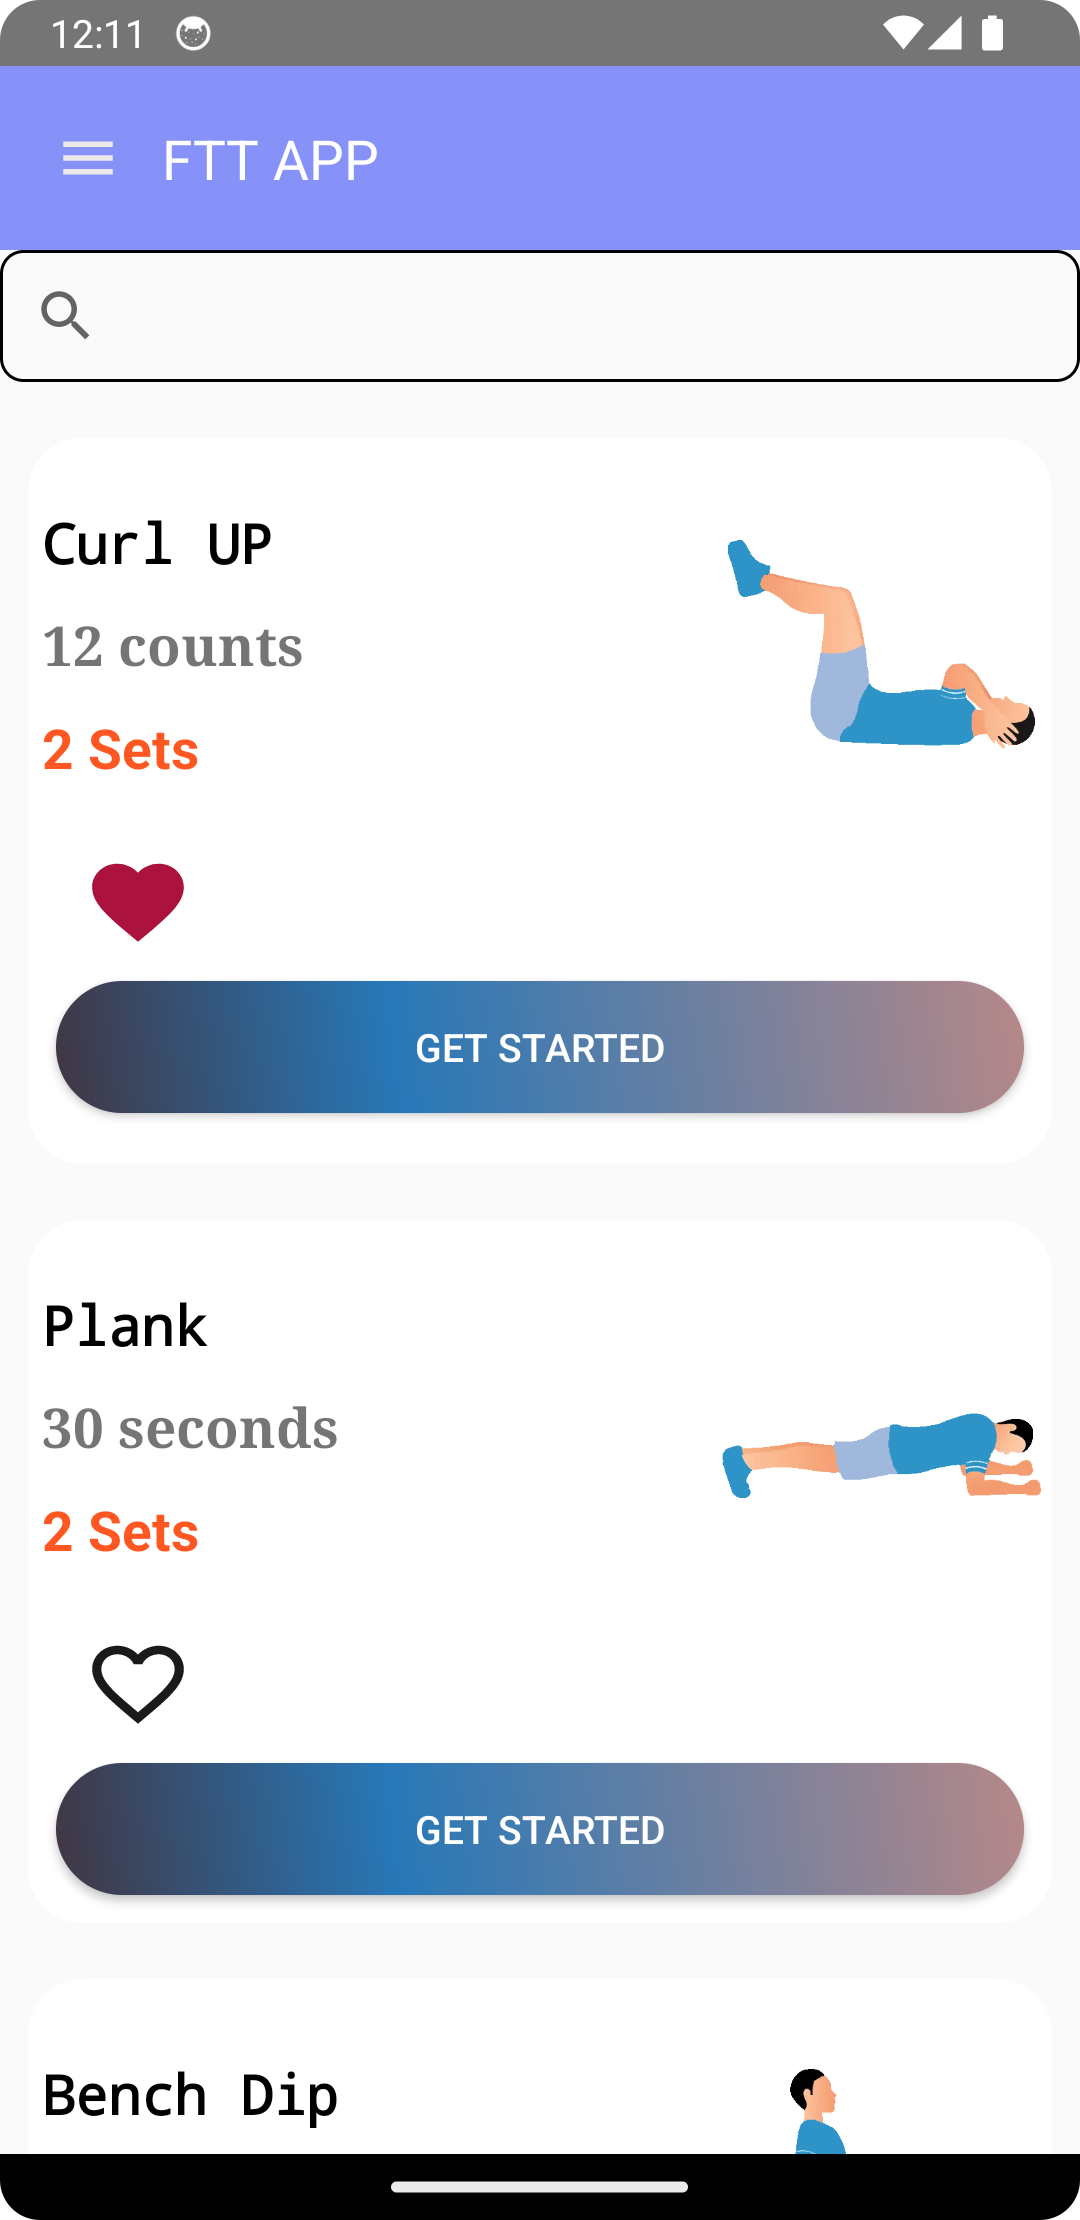 12:11
FTT APP
Curl UP
12 counts
2 Sets
GET STARTED
Plank
30 seconds
2 Sets
GET STARTED
Bench Dip